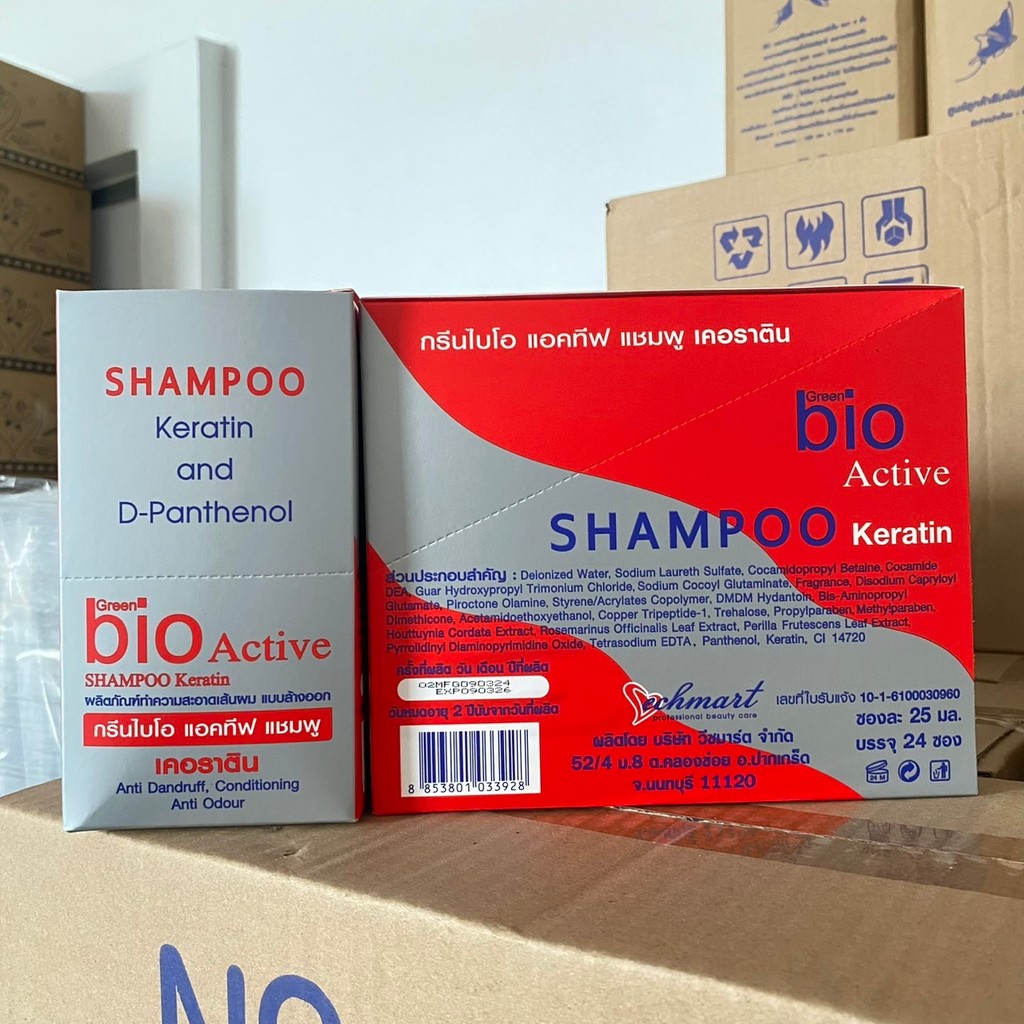 SHAMPOO
Keratin
and
D-Panthenol
Green
bio Active
SHAMPOO Keratin
ผลิตภัณฑ์ทำความสะอาดเส้นผม แบบล้างออก
กรีนไบโอ แอคทีฟ แชมพู
เคอราติน
Anti Dandruff, Conditioning
Anti Odour
กรีนไบโอ แอคทีฟ แชมพู เคอราติน
Green
bio
Active
SHAMPOO Keratin
ส่วนประกอบสำคัญ : Deionized Water, Sodium Laureth Sulfate, Cocamidopropyl Betaine, Cocamide
DEA, Guar Hydroxypropyl Trimonium Chloride, Sodium Cocoyl Glutaminate, Fragrance, Disodium Capryloyl
Glutamate, Piroctone Olamine, Styrene/Acrylates Copolymer, DMDM Hydantoin, Bis-Aminopropyl
Dimethicone, Acetamidoethoxyethanol, Copper Tripeptide-1, Trehalose, Propylparaben, Methylparaben,
Houttuynia Cordata Extract, Rosemarinus Officinalis Leaf Extract, Perilla Frutescens Leaf Extract,
Pyrrolidinyl Diaminopyrimidine Oxide, Tetrasodium EDTA, Panthenol, Keratin, CI 14720
ครั้งที่ผลิต วัน เดือน ปีที่ผลิต
02MFG090324
EXP090326
วันหมดอายุ 2 ปีนับจากวันที่ผลิต
8 853801 033928
Vechmart
professional beauty care
ผลิตโดย บริษัท วีชมาร์ต จำกัด
52/4 ม.8 ต.คลองข่อย อ.ปากเกร็ด
จ.นนทบุรี 11120
เลขที่ใบรับแจ้ง 10-1-6100030960
ซองละ 25 มล.
บรรจุ 24 ซอง
24 M
NO